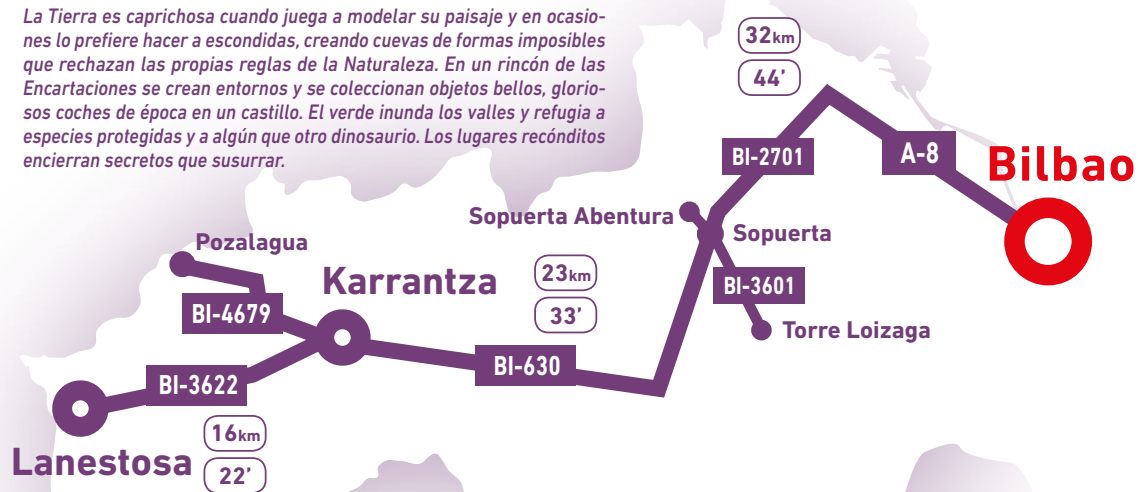 La Tierra es caprichosa cuando juega a modelar su paisaje y en ocasio-
nes lo prefiere hacer a escondidas, creando cuevas de formas imposibles
que rechazan las propias reglas de la Naturaleza. En un rincón de las
Encartaciones se crean entornos y se coleccionan objetos bellos, glorio-
sos coches de época en un castillo. El verde inunda los valles y refugia a
especies protegidas y a algún que otro dinosaurio. Los lugares recónditos
encierran secretos que susurrar.
32km
44’
BI-2701
A-8
Bilbao
Sopuerta Abentura
Sopuerta
Pozalagua
Karrantza
23km
33’
BI-3601
BI-4679
Torre Loizaga
BI-630
BI-3622
16km
22’
Lanestosa